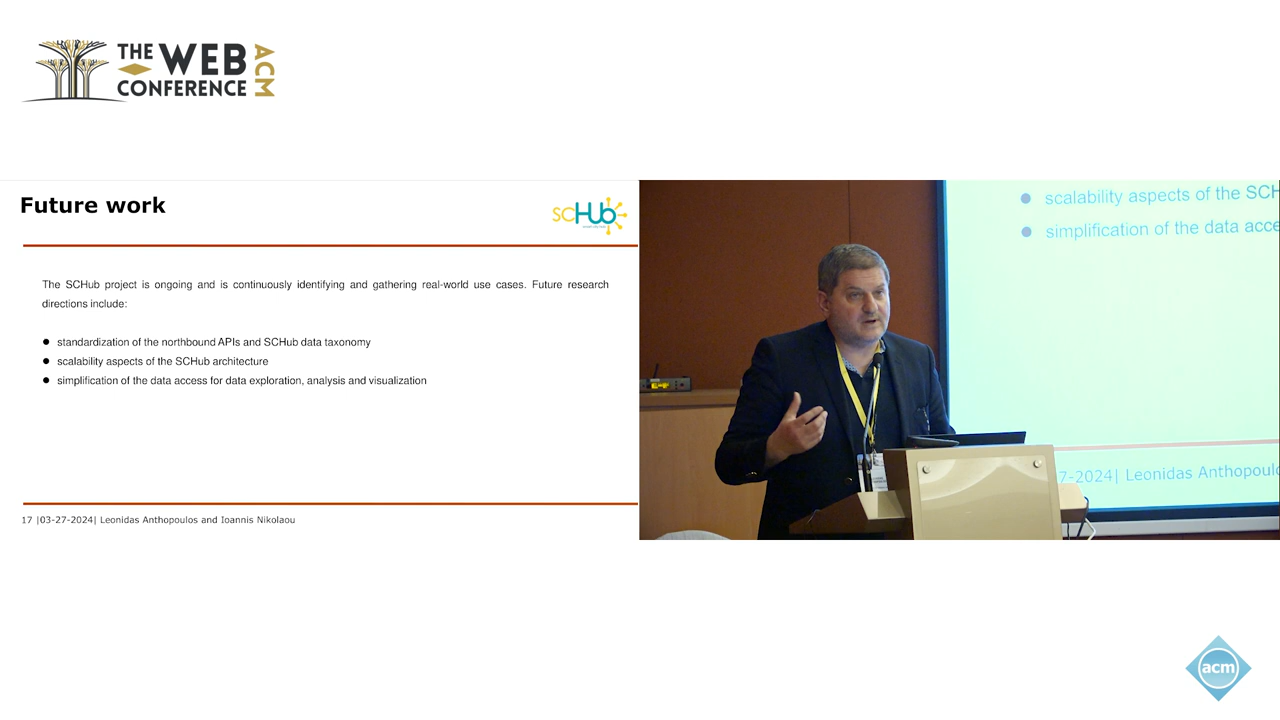 THE WEB
CONFERENCE
ACM
Future work
scHub
The SCHub project is ongoing and is continuously identifying and gathering real-world use cases. Future research
directions include:
● standardization of the northbound APIs and SCHub data taxonomy
● scalability aspects of the SCHub architecture
● simplification of the data access for data exploration, analysis and visualization
17 |03-27-2024| Leonidas Anthopoulos and Ioannis Nikolaou
● scalability aspects of the SCH
● simplification of the data acce
7-2024| Leonidas Anthopoulo
acm